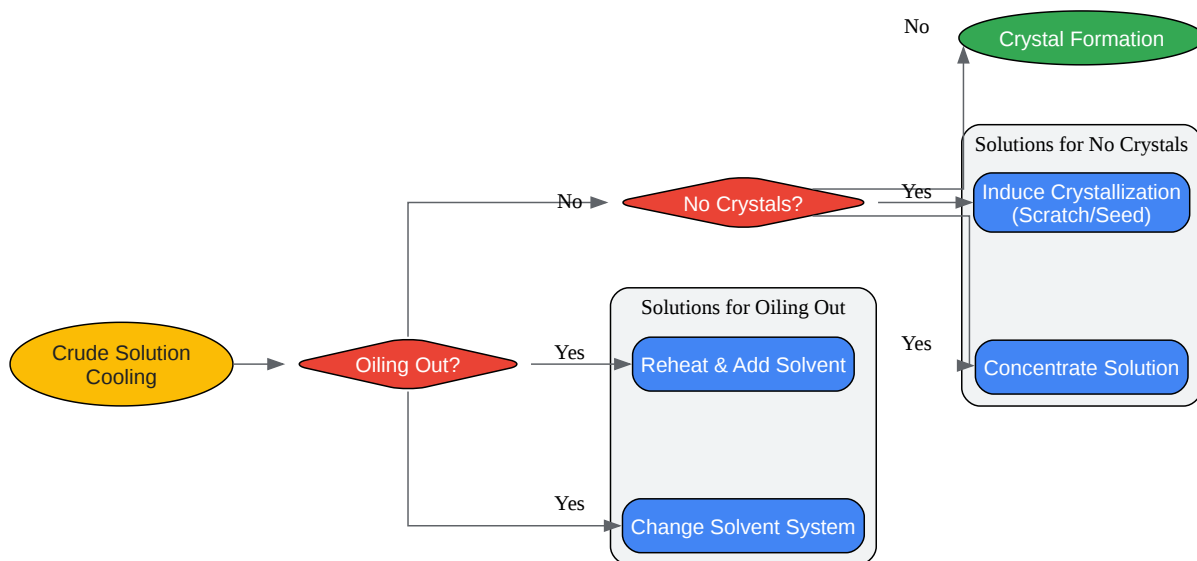 No
Crystal Formation
Solutions for No Crystals
No
No Crystals?
Yes
Induce Crystallization
(Scratch/Seed)
Solutions for Oiling Out
Crude Solution
Cooling
Oiling Out?
Yes
Reheat & Add Solvent
Yes
Concentrate Solution
Yes
Change Solvent System